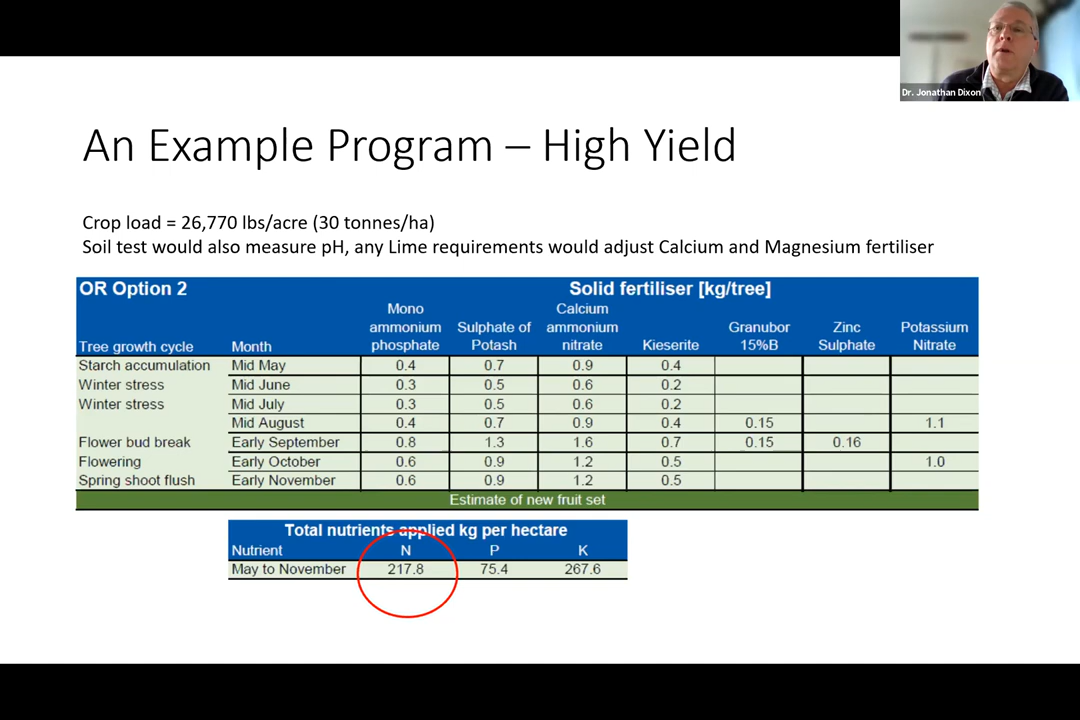 Dr. Jonathan Dixon
An Example Program – High Yield
Crop load = 26,770 lbs/acre (30 tonnes/ha)
Soil test would also measure pH, any Lime requirements would adjust Calcium and Magnesium fertiliser
OR Option 2 Solid fertiliser [kg/tree]
Mono Calcium
ammonium Sulphate of ammonium Granubor Zinc Potassium
Tree growth cycle Month phosphate Potash nitrate Kieserite 15%B Sulphate Nitrate
Starch accumulation Mid May 0.4 0.7 0.9 0.4
Winter stress Mid June 0.3 0.5 0.6 0.2
Winter stress Mid July 0.3 0.5 0.6 0.2
Mid August 0.4 0.7 0.9 0.4 0.15 1.1
Flower bud break Early September 0.8 1.3 1.6 0.7 0.15 0.16
Flowering Early October 0.6 0.9 1.2 0.5 1.0
Spring shoot flush Early November 0.6 0.9 1.2 0.5
Estimate of new fruit set
Total nutrients applied kg per hectare
Nutrient N P K
May to November 217.8 75.4 267.6